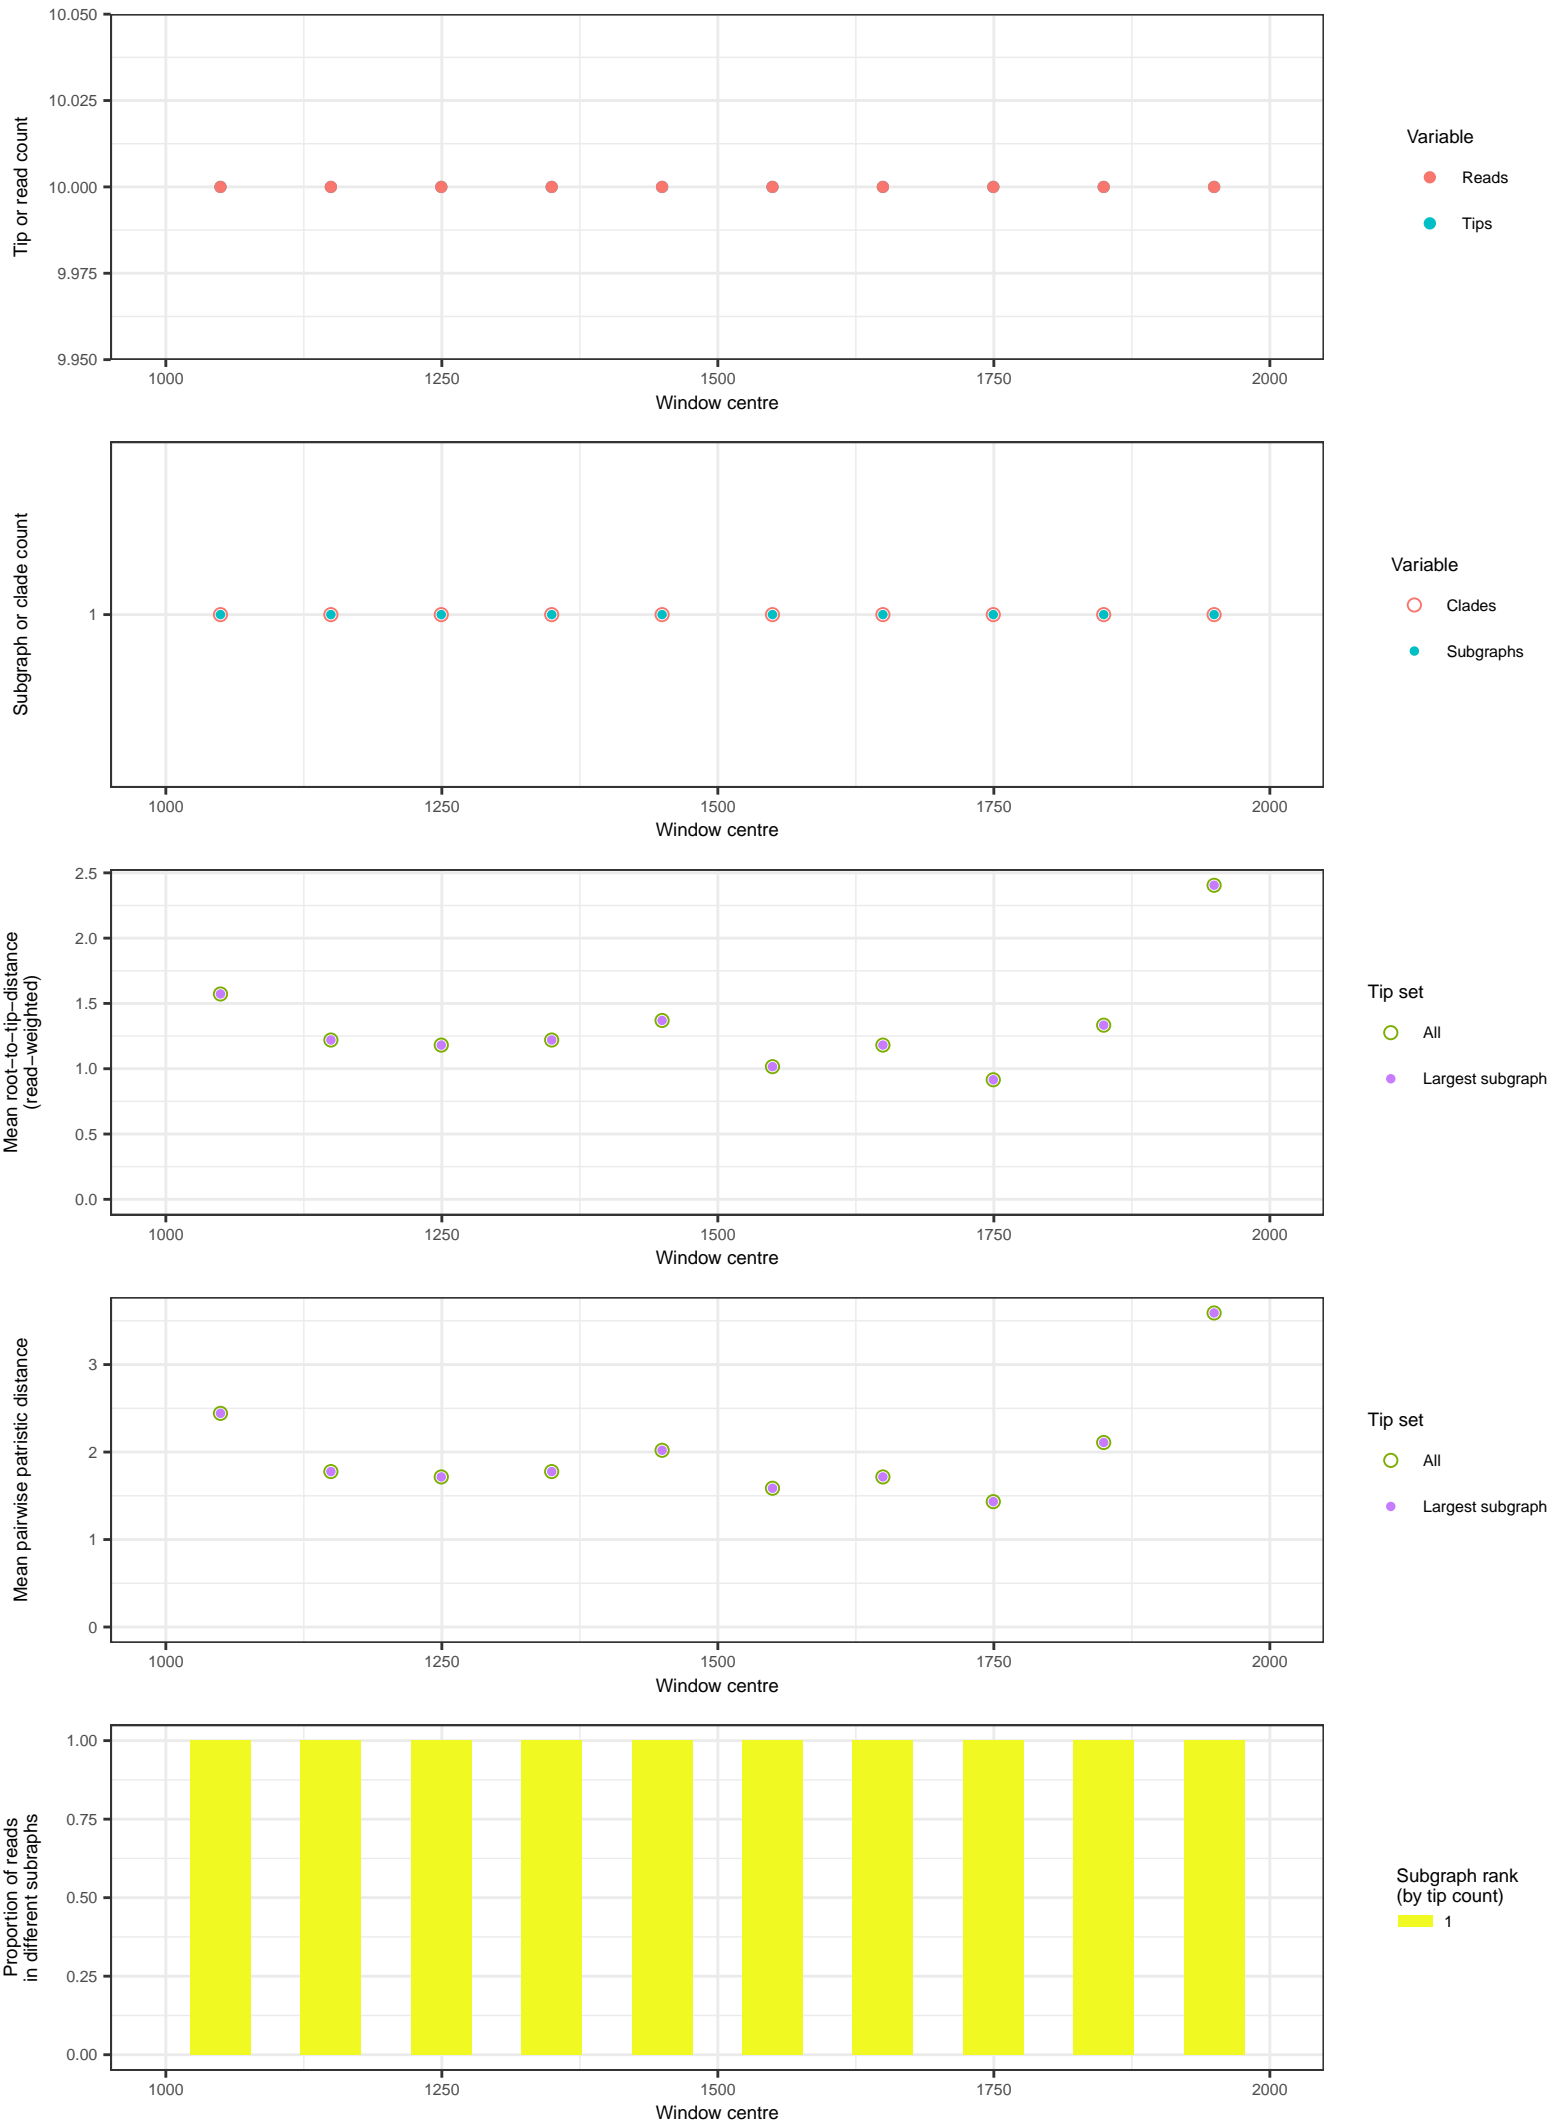 10.050
10.025
10.000
9.975
9.950
Tip or read count
1000 1250 1500 1750 2000
Window centre
Variable
Reads
Tips
1
Subgraph or clade count
1000 1250 1500 1750 2000
Window centre
Variable
Clades
Subgraphs
2.5
2.0
1.5
1.0
0.5
0.0
Mean root−to−tip−distance
(read−weighted)
1000 1250 1500 1750 2000
Window centre
Tip set
All
Largest subgraph
3
2
1
0
Mean pairwise patristic distance
1000 1250 1500 1750 2000
Window centre
Tip set
All
Largest subgraph
1.00
0.75
0.50
0.25
0.00
Proportion of reads
in different subraphs
1000 1250 1500 1750 2000
Window centre
Subgraph rank
(by tip count)
1